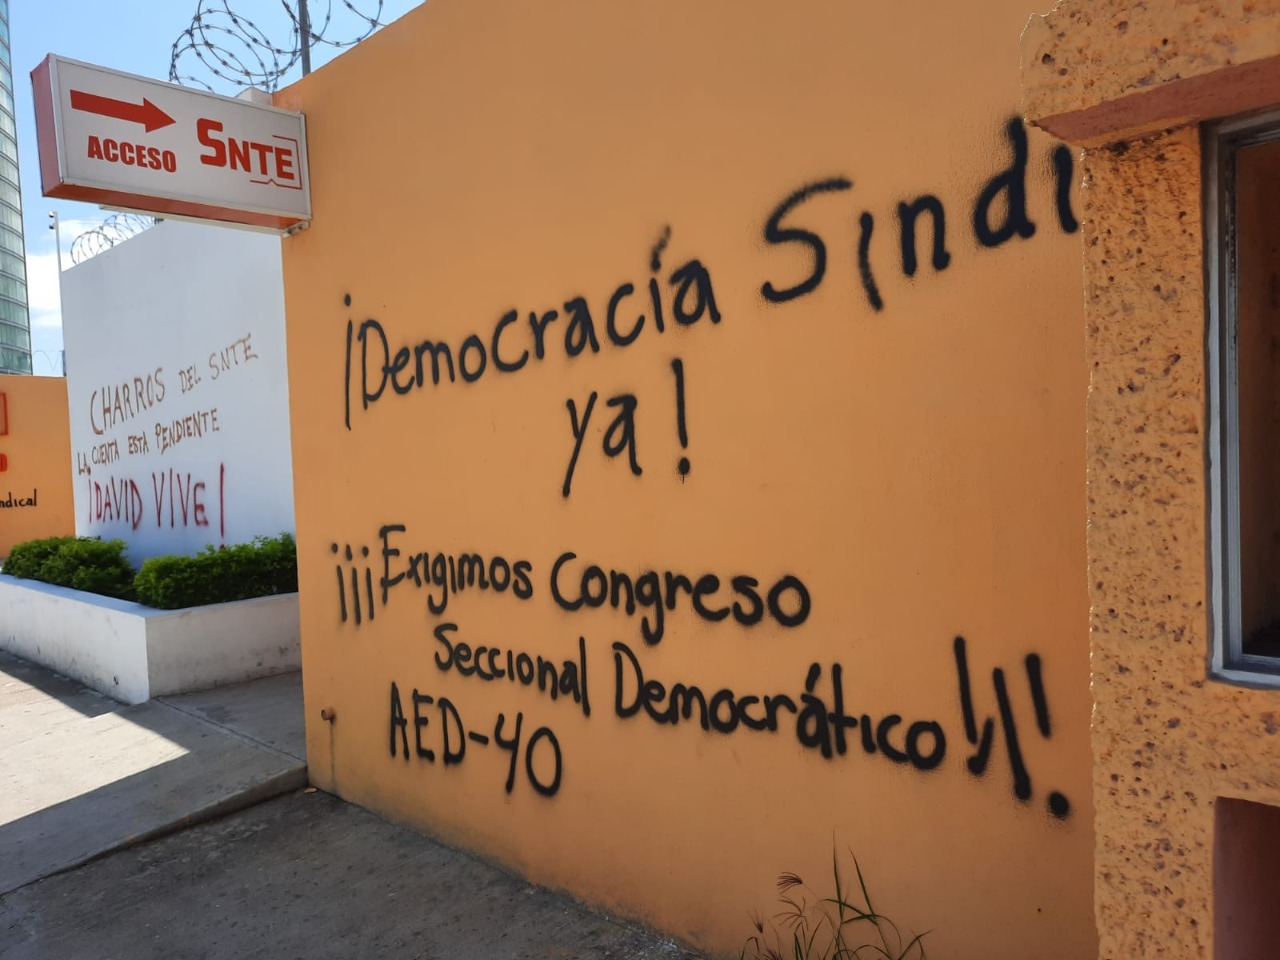 ACCESO SNTE
CHARROS DEL SNTE
LA CUENTA ESTA PENDIENTE
¡DAVID VIVE!
ndical
¡Democracía Sindi
ya!
¡¡¡Exigimos Congreso
Seccional Democrático!!!
AED-40